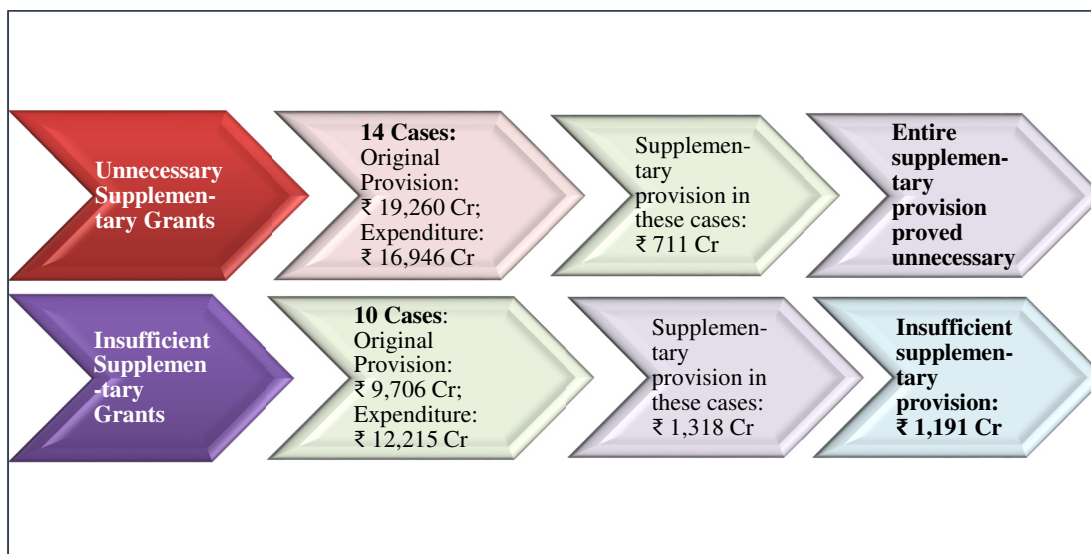 Unnecessary
Supplemen-
tary Grants
14 Cases:
Original
Provision:
₹ 19,260 Cr;
Expenditure:
₹ 16,946 Cr
Supplemen-
tary
provision in
these cases:
₹ 711 Cr
Entire
supplemen-
tary
provision
proved
unnecessary
Insufficient
Supplemen
-tary
Grants
10 Cases:
Original
Provision:
₹ 9,706 Cr;
Expenditure:
₹ 12,215 Cr
Supplemen-
tary
provision in
these cases:
₹ 1,318 Cr
Insufficient
supplemen-
tary
provision:
₹ 1,191 Cr